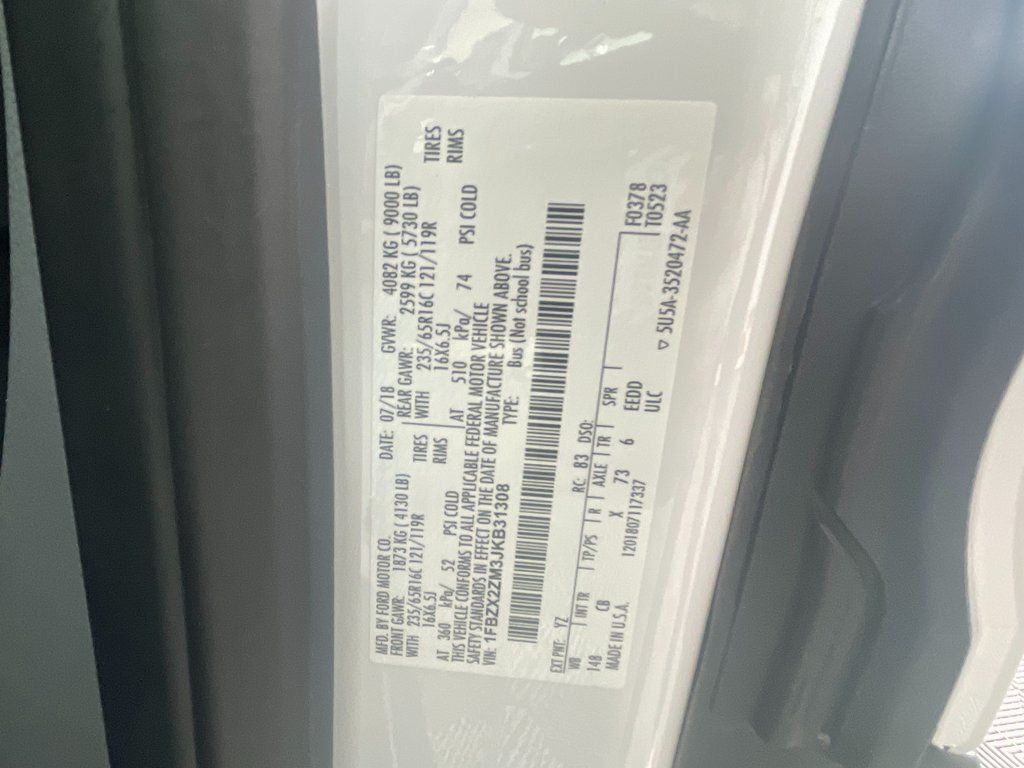 MFD. BY FORD MOTOR CO. DATE: 07/18 GVWR: 4082 KG ( 9000 LB)
FRONT GAWR: 1873 KG ( 4130 LB) REAR GAWR: 2599 KG ( 5730 LB)
WITH 235/65R16C 121/119R TIRES WITH 235/65R16C 121/119R TIRES
16X6.5J RIMS 16X6.5J RIMS
AT 360 kPa/ 52 PSI COLD AT 510 kPa/ 74 PSI COLD
THIS VEHICLE CONFORMS TO ALL APPLICABLE FEDERAL MOTOR VEHICLE
SAFETY STANDARDS IN EFFECT ON THE DATE OF MANUFACTURE SHOWN ABOVE.
VIN: 1FBZX2ZM3JKB31308 TYPE: Bus (Not school bus)
EXT PNT: YZ RC: 83 DSO: F0378
WB INT TR TP/PS R AXLE TR SPR T0523
148 CB X 73 6 EEDD
MADE IN U.S.A. 1201807117337 ULC
▽ 5U5A-3520472-AA